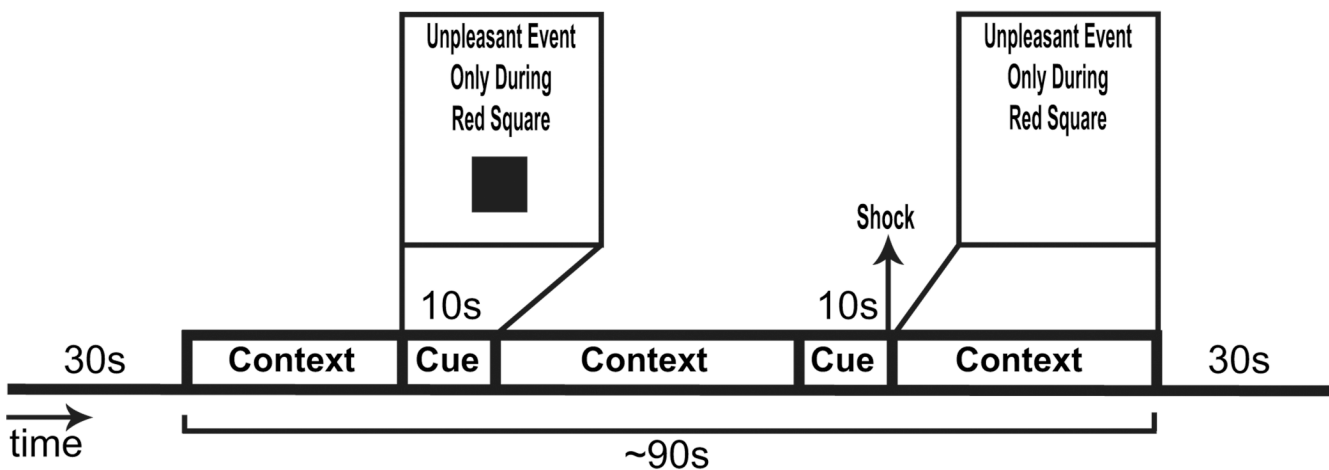 Unpleasant Event
Only During
Red Square
Unpleasant Event
Only During
Red Square
Shock
10s
10s
30s
Context
Cue
Context
Cue
Context
30s
time
~90s